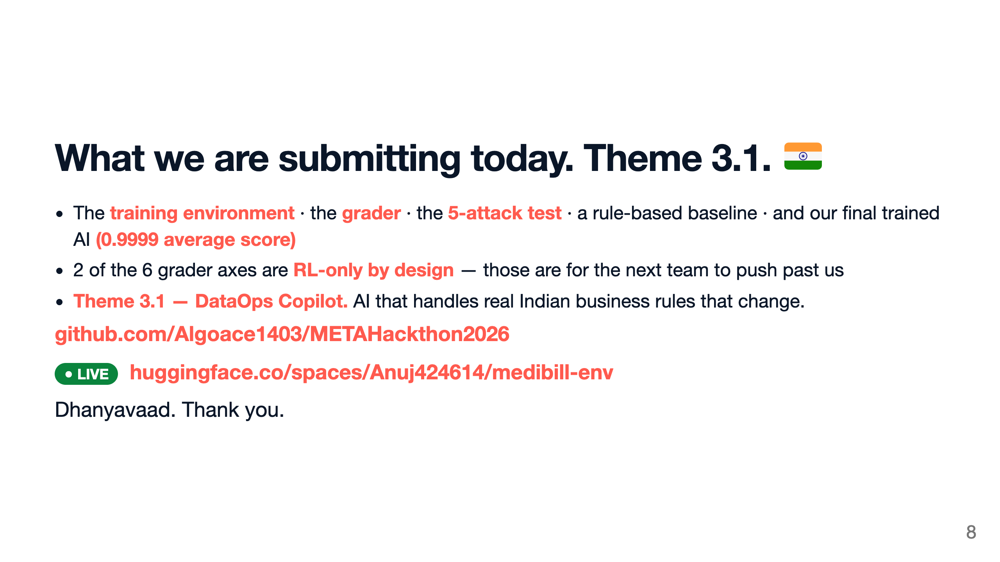 What we are submitting today. Theme 3.1. 🇮🇳
• The training environment · the grader · the 5-attack test · a rule-based baseline · and our final trained
AI (0.9999 average score)
• 2 of the 6 grader axes are RL-only by design — those are for the next team to push past us
• Theme 3.1 — DataOps Copilot. AI that handles real Indian business rules that change.
github.com/Algoace1403/METAHackthon2026
• LIVE huggingface.co/spaces/Anuj424614/medibill-env
Dhanyavaad. Thank you.
8